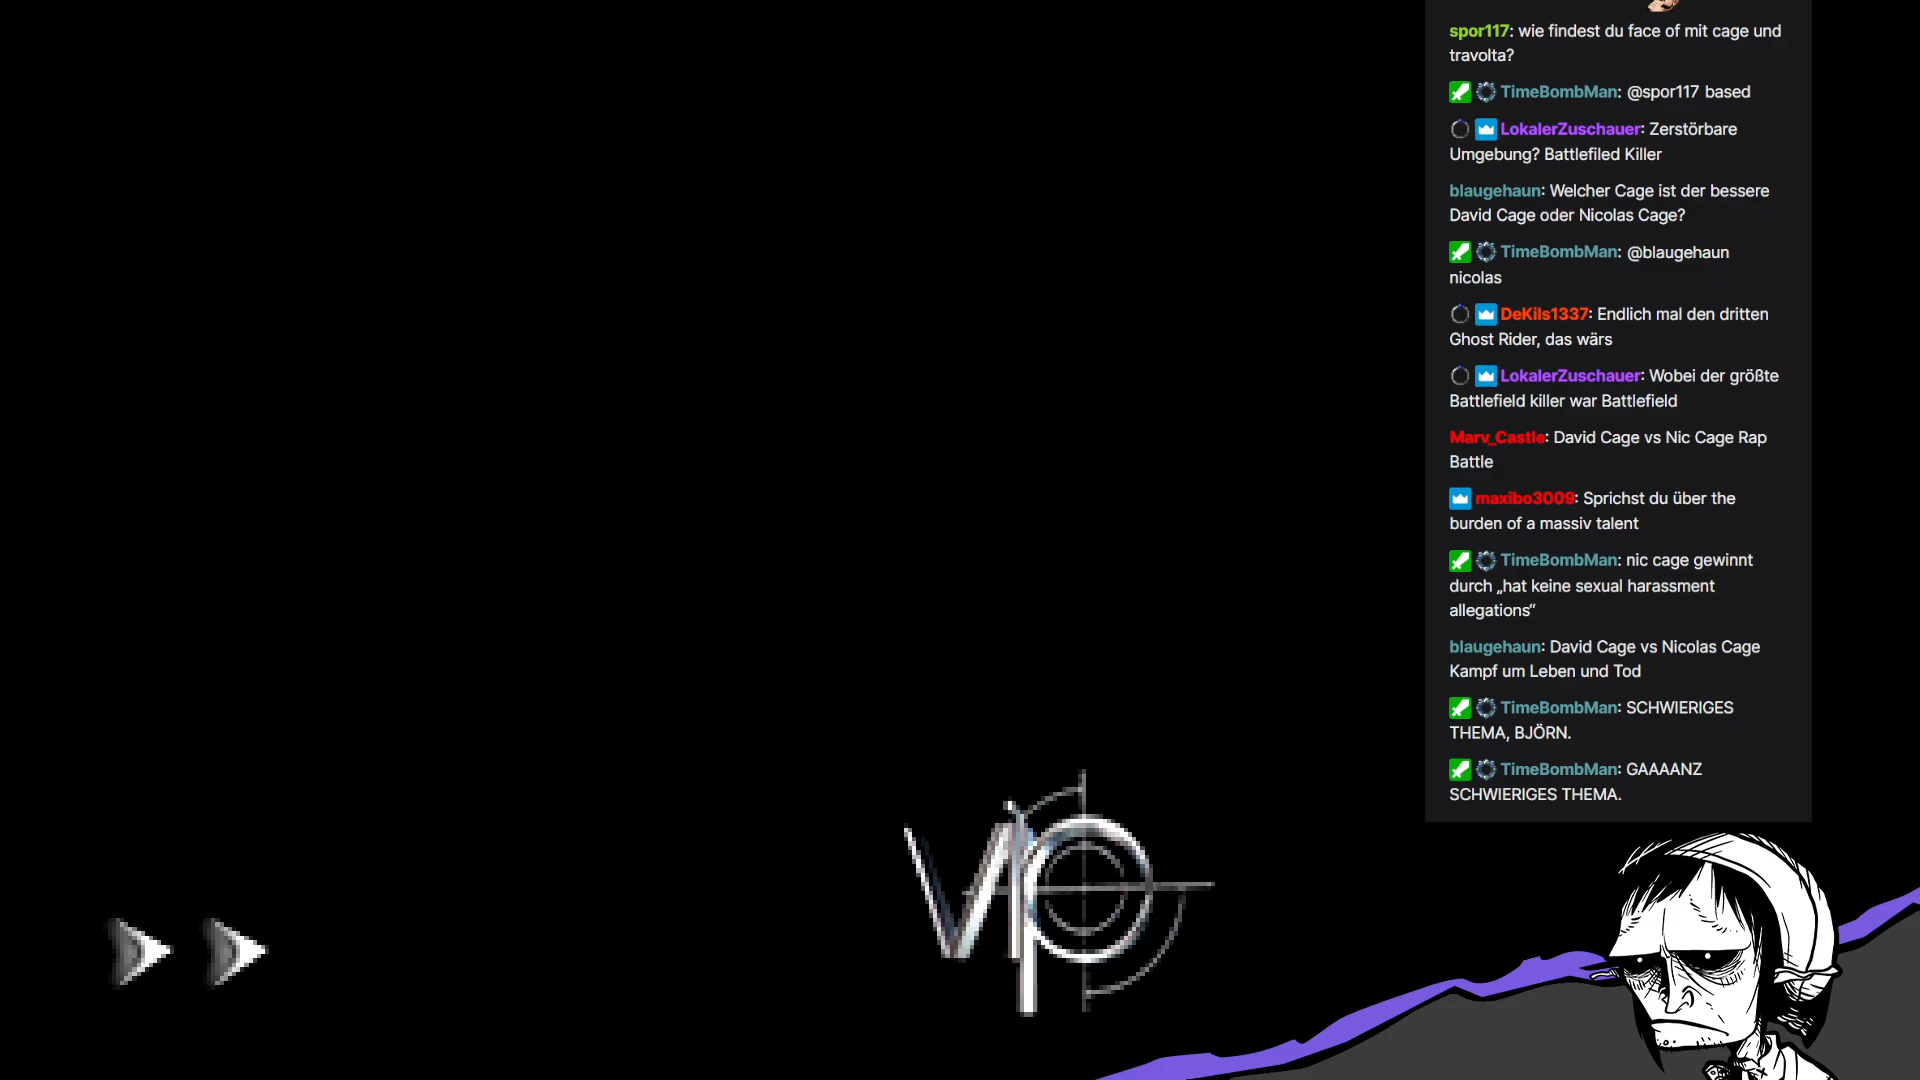 spor117: wie findest du face of mit cage und
travolta?
TimeBombMan: @spor117 based
LokalerZuschauer: Zerstörbare
Umgebung? Battlefiled Killer
blaugehaun: Welcher Cage ist der bessere
David Cage oder Nicolas Cage?
TimeBombMan: @blaugehaun
nicolas
DeKils1337: Endlich mal den dritten
Ghost Rider, das wärs
LokalerZuschauer: Wobei der größte
Battlefield killer war Battlefield
Marv_Castle: David Cage vs Nic Cage Rap
Battle
maxibo3009: Sprichst du über the
burden of a massiv talent
TimeBombMan: nic cage gewinnt
durch „hat keine sexual harassment
allegations“
blaugehaun: David Cage vs Nicolas Cage
Kampf um Leben und Tod
TimeBombMan: SCHWIERIGES
THEMA, BJÖRN.
TimeBombMan: GAAAANZ
SCHWIERIGES THEMA.
vip